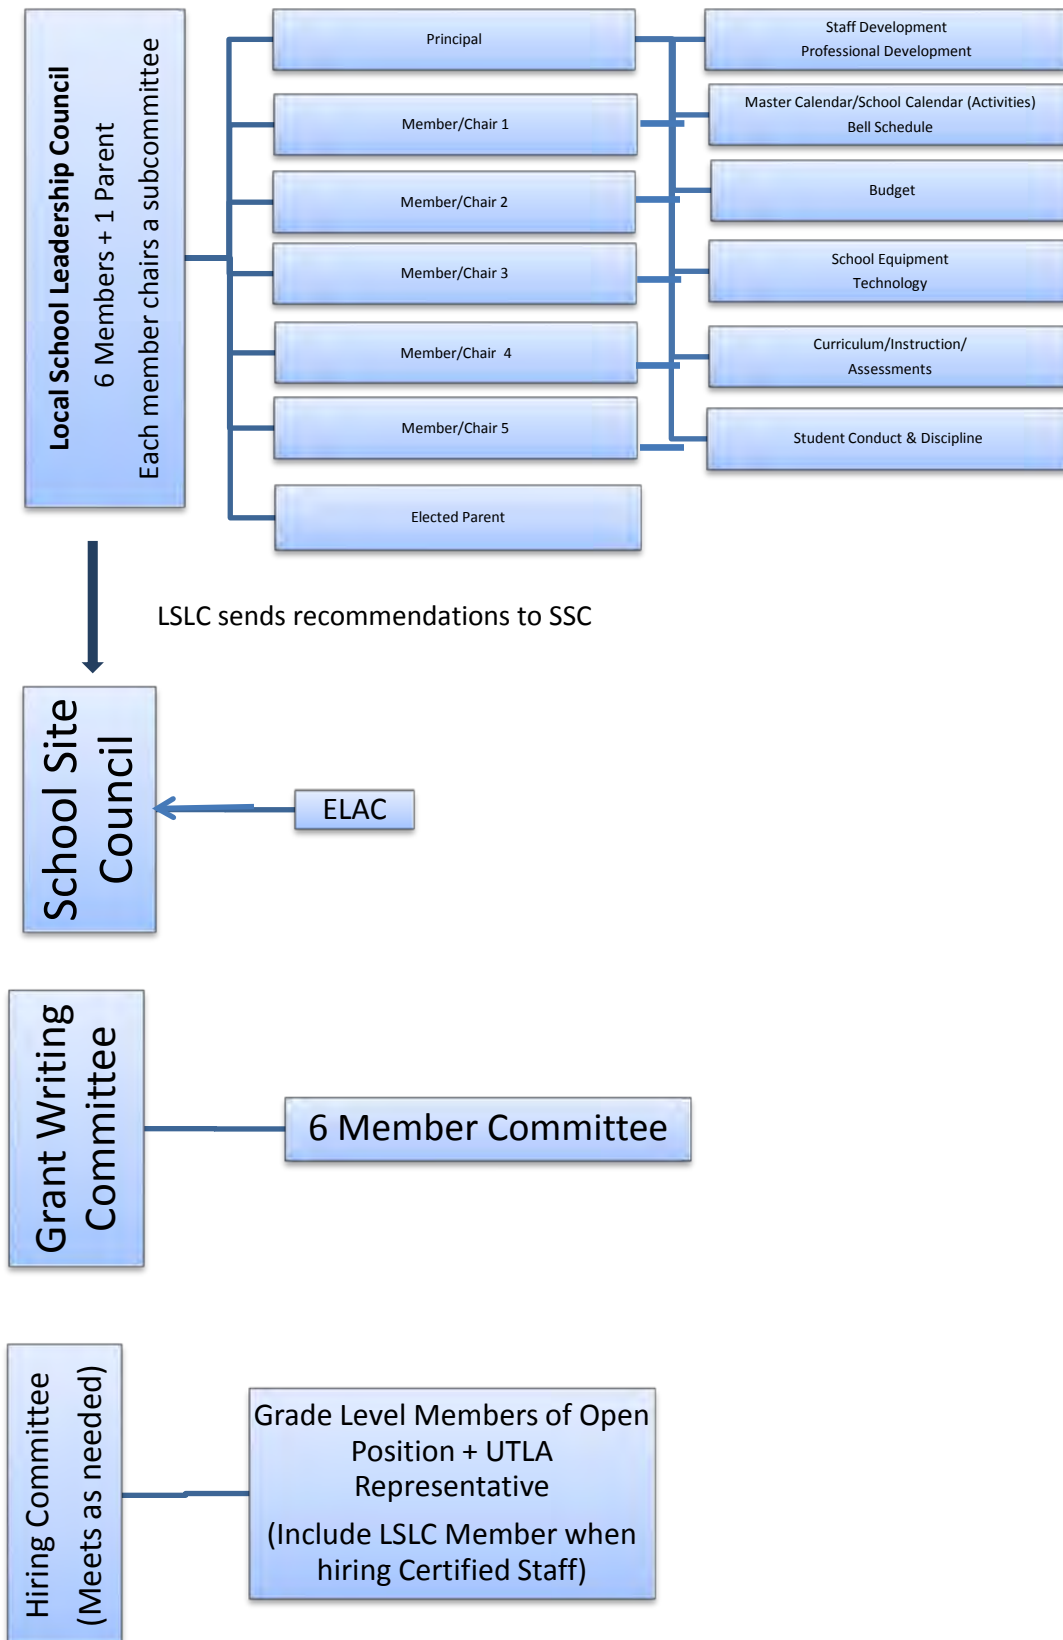 Local School Leadership Council
6 Members + 1 Parent
Each member chairs a subcommittee
Principal
Member/Chair 1
Member/Chair 2
Member/Chair 3
Member/Chair  4
Member/Chair 5
Elected Parent
Staff Development
Professional Development
Master Calendar/School Calendar (Activities)
Bell Schedule
Budget
School Equipment
Technology
Curriculum/Instruction/
Assessments
Student Conduct & Discipline
LSLC sends recommendations to SSC
School Site
Council
ELAC
Grant Writing
Committee
6 Member Committee
Hiring Committee
(Meets as needed)
Grade Level Members of Open
Position + UTLA
Representative
(Include LSLC Member when
hiring Certified Staff)